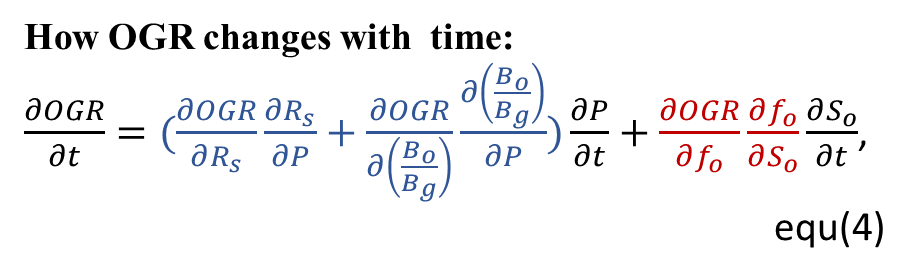 How OGR changes with time:
∂OGR/∂t = (∂OGR/∂R_s ∂R_s/∂P + ∂OGR/∂(B_o/B_g) ∂(B_o/B_g)/∂P) ∂P/∂t + ∂OGR/∂f_o ∂f_o/∂S_o ∂S_o/∂t,
equ(4)